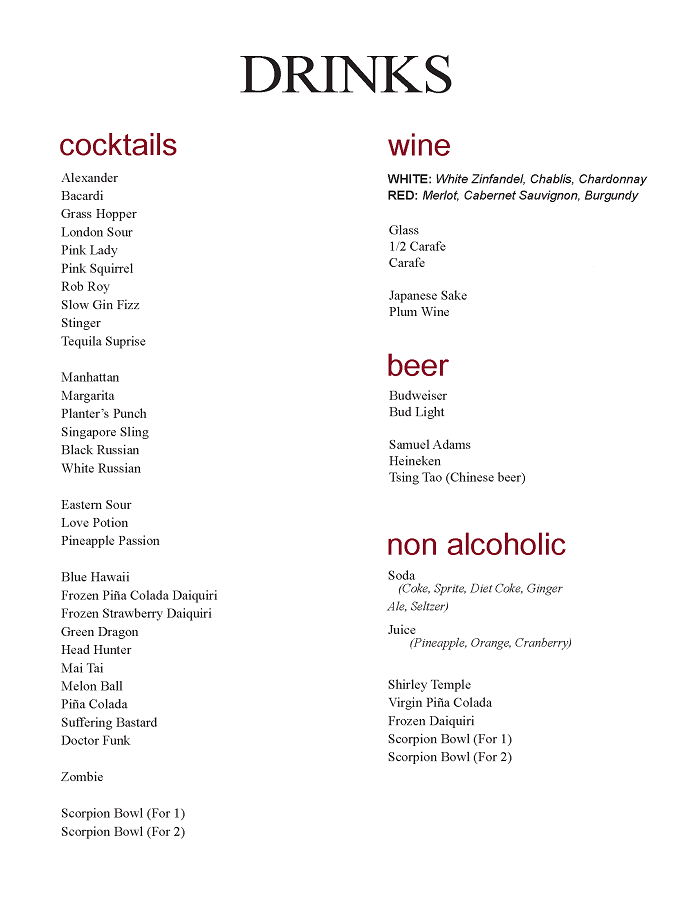 DRINKS
cocktails
Alexander
Bacardi
Grass Hopper
London Sour
Pink Lady
Pink Squirrel
Rob Roy
Slow Gin Fizz
Stinger
Tequila Suprise
Manhattan
Margarita
Planter’s Punch
Singapore Sling
Black Russian
White Russian
Eastern Sour
Love Potion
Pineapple Passion
Blue Hawaii
Frozen Piña Colada Daiquiri
Frozen Strawberry Daiquiri
Green Dragon
Head Hunter
Mai Tai
Melon Ball
Piña Colada
Suffering Bastard
Doctor Funk
Zombie
Scorpion Bowl (For 1)
Scorpion Bowl (For 2)
wine
WHITE: White Zinfandel, Chablis, Chardonnay
RED: Merlot, Cabernet Sauvignon, Burgundy
Glass
1/2 Carafe
Carafe
Japanese Sake
Plum Wine
beer
Budweiser
Bud Light
Samuel Adams
Heineken
Tsing Tao (Chinese beer)
non alcoholic
Soda
(Coke, Sprite, Diet Coke, Ginger
Ale, Seltzer)
Juice
(Pineapple, Orange, Cranberry)
Shirley Temple
Virgin Piña Colada
Frozen Daiquiri
Scorpion Bowl (For 1)
Scorpion Bowl (For 2)